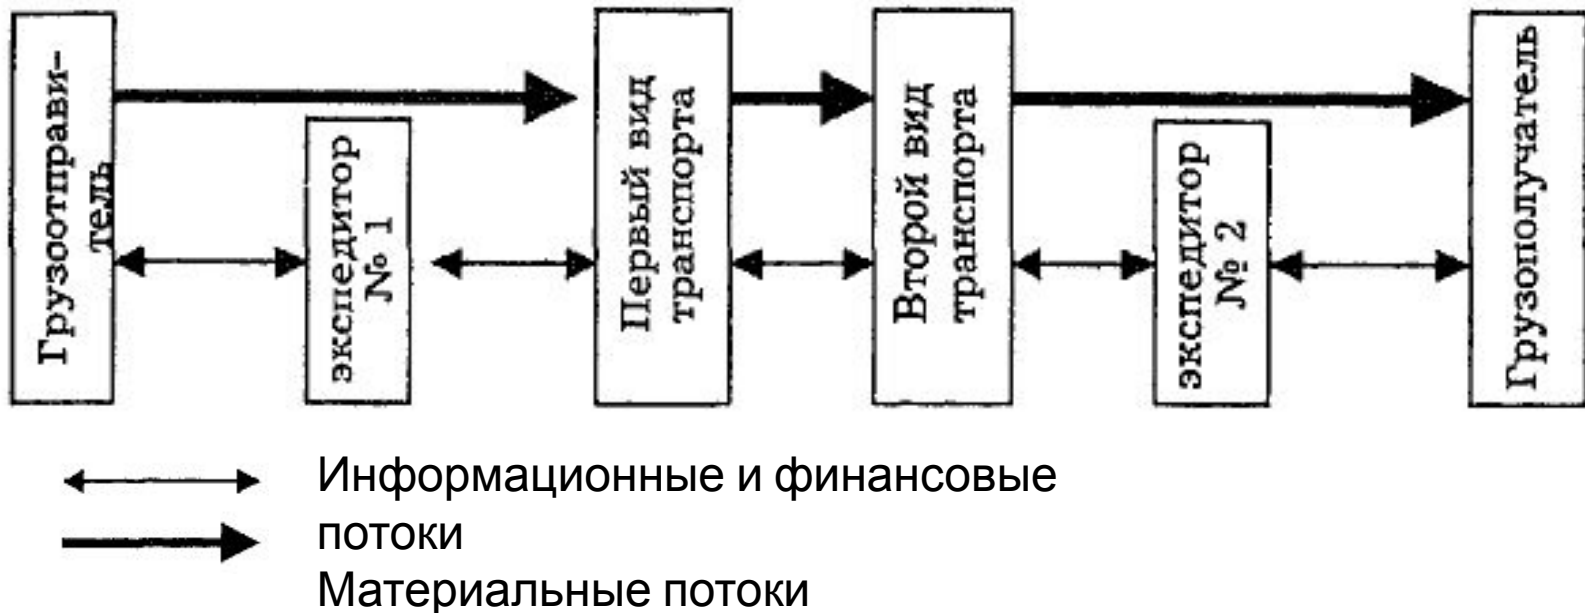 Грузоотправи-
тель
экспедитор
№ 1
Первый вид
транспорта
Второй вид
транспорта
экспедитор
№ 2
Грузополучатель
Информационные и финансовые
потоки
Материальные потоки